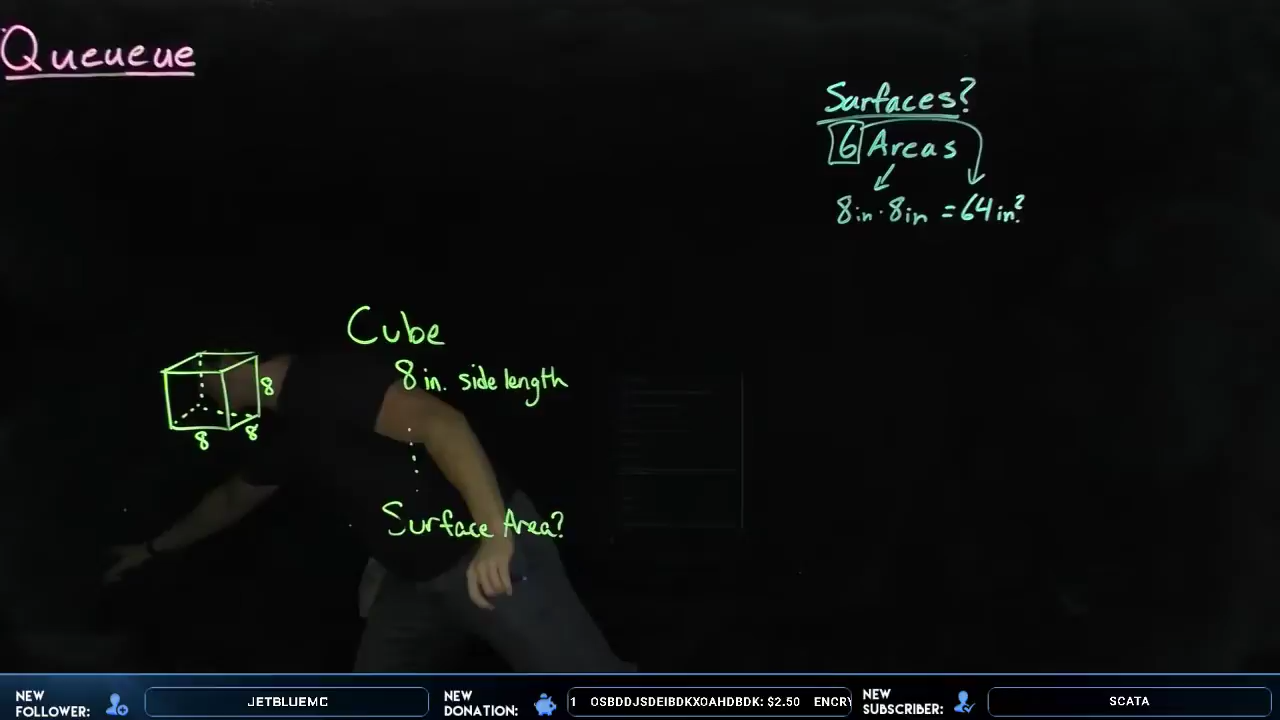 Queueue
Surfaces?
6 Areas
8in · 8in = 64in²
Cube
8 in. side length
8
8
8
Surface Area?
NEW FOLLOWER:
JETBLUEMC
NEW DONATION:
1 OSBDDJSDEIBDKXOAHDBDK: $2.50 ENCRY
NEW SUBSCRIBER:
SCATA